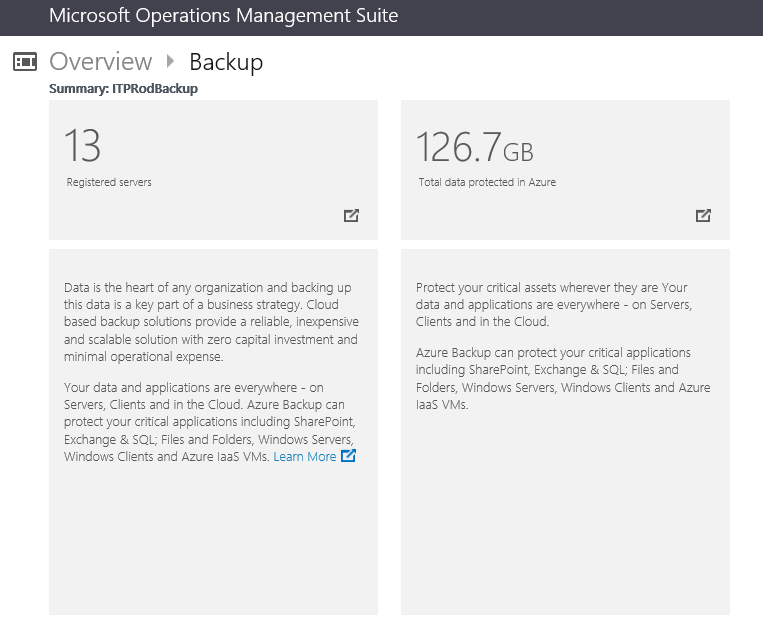 Microsoft Operations Management Suite
Overview Backup
Summary: ITPRodBackup
13
Registered servers
126.7GB
Total data protected in Azure
Data is the heart of any organization and backing up
this data is a key part of a business strategy. Cloud
based backup solutions provide a reliable, inexpensive
and scalable solution with zero capital investment and
minimal operational expense.
Your data and applications are everywhere - on
Servers, Clients and in the Cloud. Azure Backup can
protect your critical applications including SharePoint,
Exchange & SQL; Files and Folders, Windows Servers,
Windows Clients and Azure IaaS VMs. Learn More
Protect your critical assets wherever they are Your
data and applications are everywhere - on Servers,
Clients and in the Cloud.
Azure Backup can protect your critical applications
including SharePoint, Exchange & SQL; Files and
Folders, Windows Servers, Windows Clients and Azure
IaaS VMs.